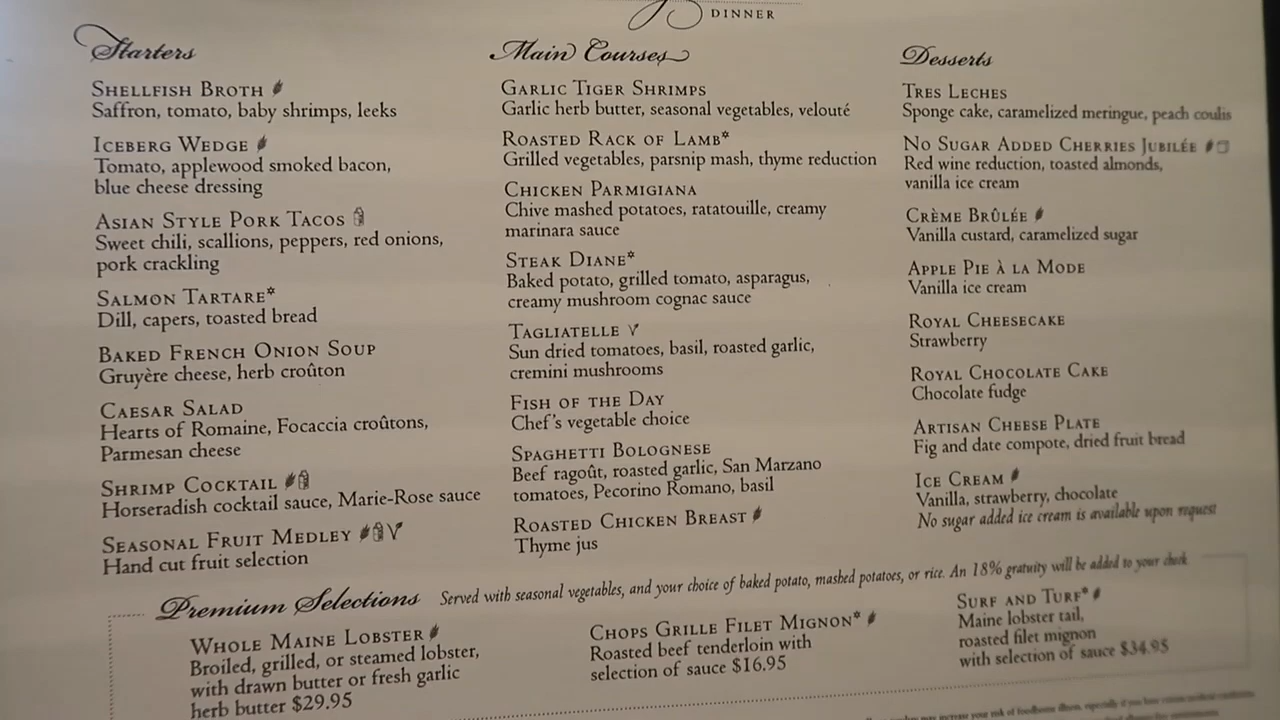 DINNER
Starters
SHELLFISH BROTH
Saffron, tomato, baby shrimps, leeks
ICEBERG WEDGE
Tomato, applewood smoked bacon,
blue cheese dressing
ASIAN STYLE PORK TACOS
Sweet chili, scallions, peppers, red onions,
pork crackling
SALMON TARTARE*
Dill, capers, toasted bread
BAKED FRENCH ONION SOUP
Gruyère cheese, herb croûton
CAESAR SALAD
Hearts of Romaine, Focaccia croûtons,
Parmesan cheese
SHRIMP COCKTAIL
Horseradish cocktail sauce, Marie-Rose sauce
SEASONAL FRUIT MEDLEY
Hand cut fruit selection
Main Courses
GARLIC TIGER SHRIMPS
Garlic herb butter, seasonal vegetables, velouté
ROASTED RACK OF LAMB*
Grilled vegetables, parsnip mash, thyme reduction
CHICKEN PARMIGIANA
Chive mashed potatoes, ratatouille, creamy
marinara sauce
STEAK DIANE*
Baked potato, grilled tomato, asparagus,
creamy mushroom cognac sauce
TAGLIATELLE V
Sun dried tomatoes, basil, roasted garlic,
cremini mushrooms
FISH OF THE DAY
Chef's vegetable choice
SPAGHETTI BOLOGNESE
Beef ragoût, roasted garlic, San Marzano
tomatoes, Pecorino Romano, basil
ROASTED CHICKEN BREAST
Thyme jus
Desserts
TRES LECHES
Sponge cake, caramelized meringue, peach coulis
NO SUGAR ADDED CHERRIES JUBILÉE
Red wine reduction, toasted almonds,
vanilla ice cream
CRÈME BRÛLÉE
Vanilla custard, caramelized sugar
APPLE PIE À LA MODE
Vanilla ice cream
ROYAL CHEESECAKE
Strawberry
ROYAL CHOCOLATE CAKE
Chocolate fudge
ARTISAN CHEESE PLATE
Fig and date compote, dried fruit bread
ICE CREAM
Vanilla, strawberry, chocolate
No sugar added ice cream is available upon request
Premium Selections Served with seasonal vegetables, and your choice of baked potato, mashed potatoes, or rice. An 18% gratuity will be added to your check
WHOLE MAINE LOBSTER
Broiled, grilled, or steamed lobster,
with drawn butter or fresh garlic
herb butter $29.95
CHOPS GRILLE FILET MIGNON*
Roasted beef tenderloin with
selection of sauce $16.95
SURF AND TURF*
Maine lobster tail,
roasted filet mignon
with selection of sauce $34.95
may increase your risk of foodborne illness, especially if you have certain medical conditions